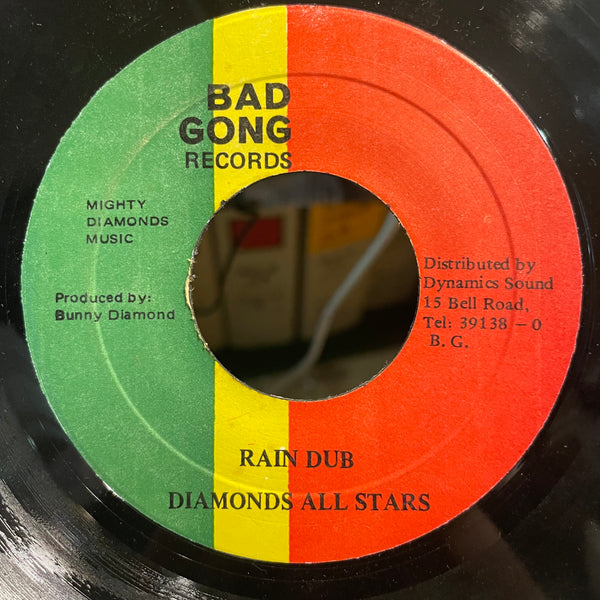 BAD
GONG
RECORDS
MIGHTY
DIAMONDS
MUSIC
Produced by:
Bunny Diamond
Distributed by
Dynamics Sound
15 Bell Road,
Tel: 39138 – 0
B. G.
RAIN DUB
DIAMONDS ALL STARS